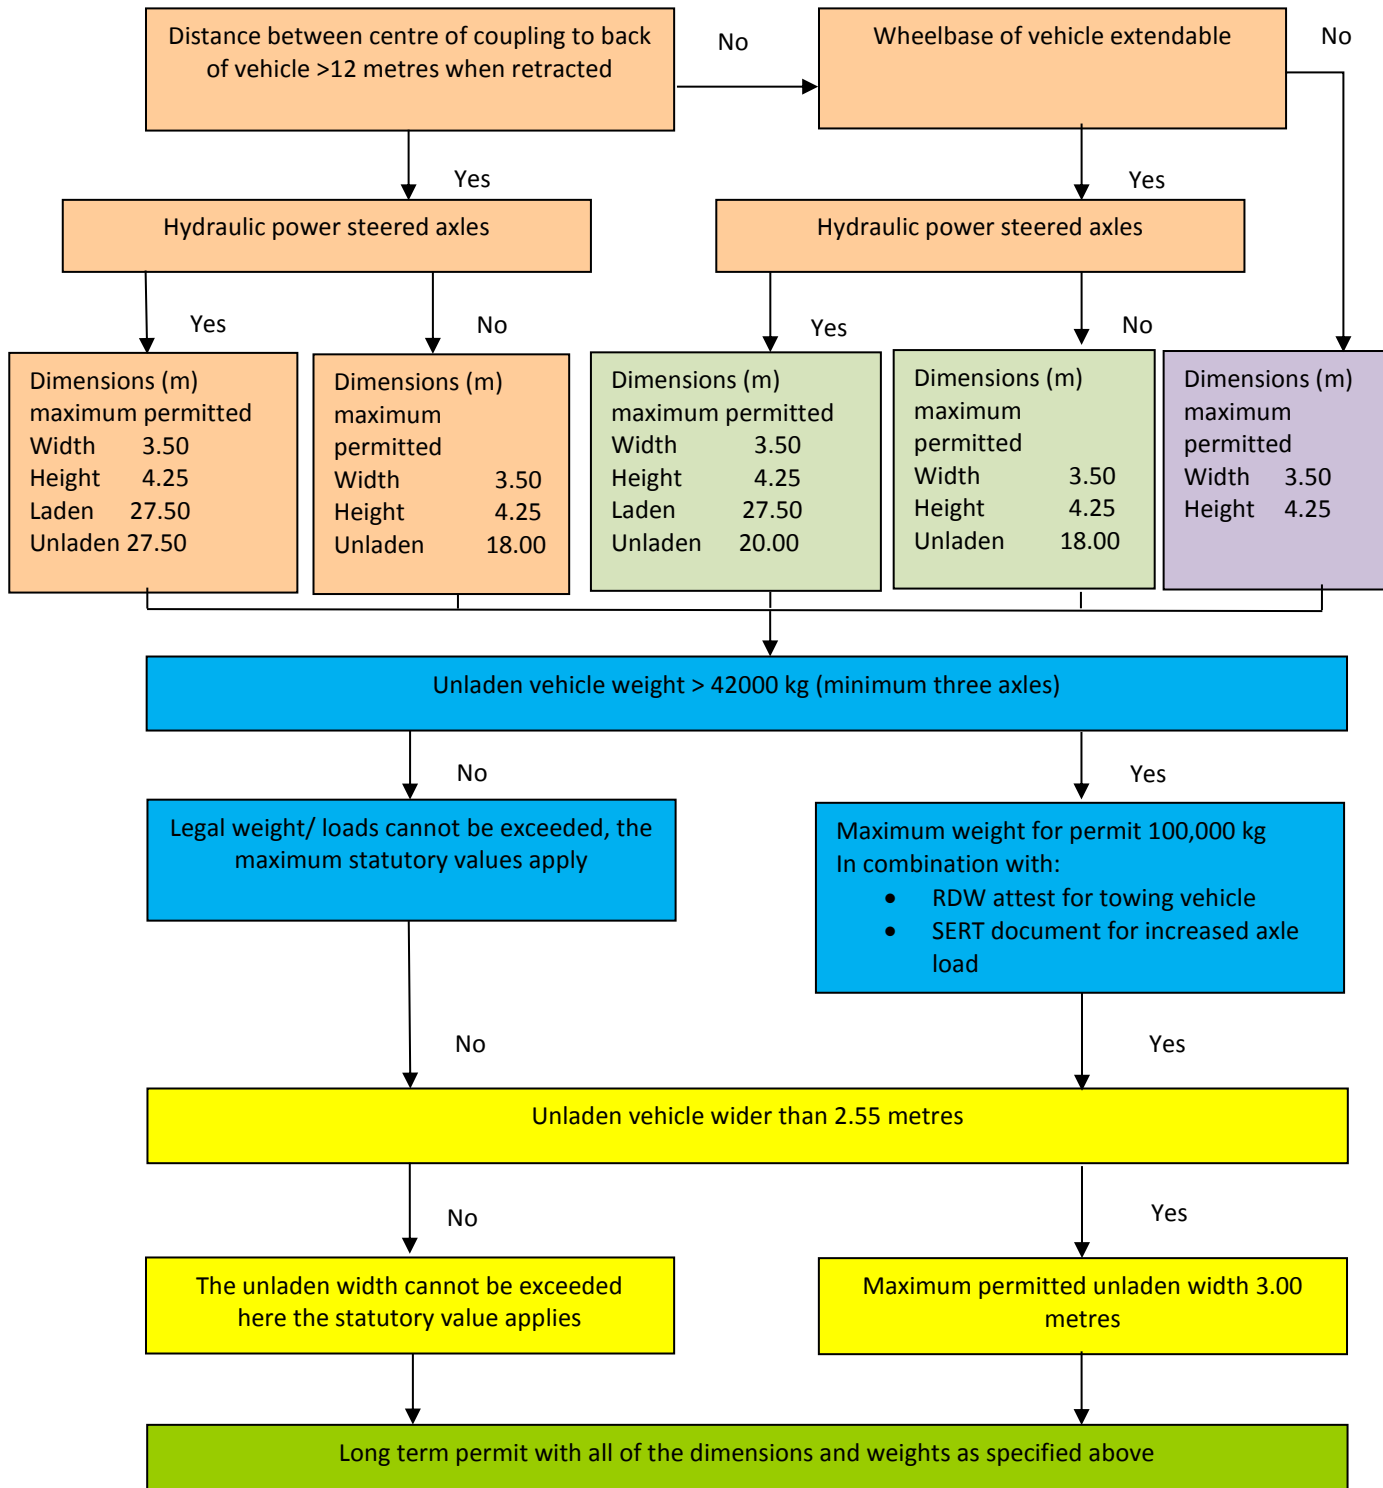 Distance between centre of coupling to back
of vehicle >12 metres when retracted
No
Wheelbase of vehicle extendable
No
Yes
Yes
Hydraulic power steered axles
Hydraulic power steered axles
Yes
No
Yes
No
Dimensions (m)
maximum permitted
Width 3.50
Height 4.25
Laden 27.50
Unladen 27.50
Dimensions (m)
maximum
permitted
Width 3.50
Height 4.25
Unladen 18.00
Dimensions (m)
maximum permitted
Width 3.50
Height 4.25
Laden 27.50
Unladen 20.00
Dimensions (m)
maximum
permitted
Width 3.50
Height 4.25
Unladen 18.00
Dimensions (m)
maximum
permitted
Width 3.50
Height 4.25
Unladen vehicle weight > 42000 kg (minimum three axles)
No
Yes
Legal weight/ loads cannot be exceeded, the
maximum statutory values apply
Maximum weight for permit 100,000 kg
In combination with:
• RDW attest for towing vehicle
• SERT document for increased axle
load
No
Yes
Unladen vehicle wider than 2.55 metres
No
Yes
The unladen width cannot be exceeded
here the statutory value applies
Maximum permitted unladen width 3.00
metres
Long term permit with all of the dimensions and weights as specified above